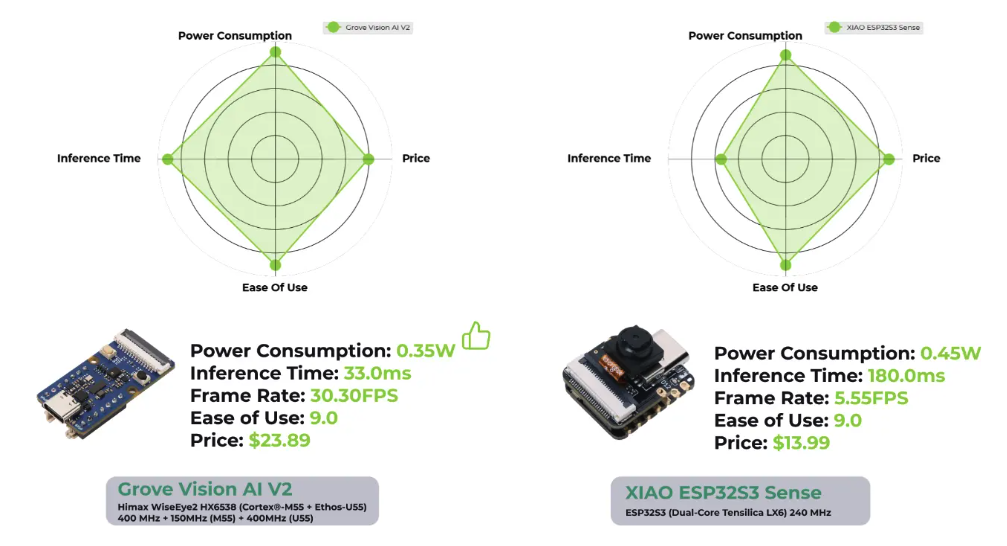 Grove Vision AI V2
Power Consumption
Inference Time
Price
Ease Of Use
XIAO ESP32S3 Sense
Power Consumption
Inference Time
Price
Ease Of Use
Power Consumption: 0.35W
Inference Time: 33.0ms
Frame Rate: 30.30FPS
Ease of Use: 9.0
Price: $23.89
Power Consumption: 0.45W
Inference Time: 180.0ms
Frame Rate: 5.55FPS
Ease of Use: 9.0
Price: $13.99
Grove Vision AI V2
Himax WiseEye2 HX6538 (Cortex®-M55 + Ethos-U55)
400 MHz + 150MHz (M55) + 400MHz (U55)
XIAO ESP32S3 Sense
ESP32S3 (Dual-Core Tensilica LX6) 240 MHz